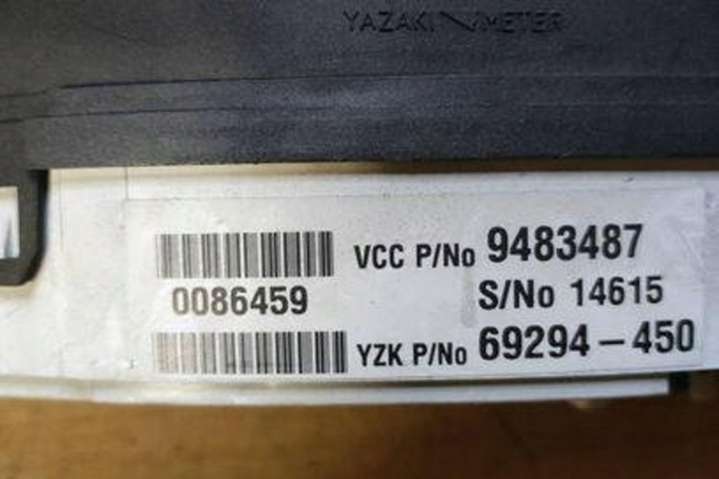 YAZAKI METER
VCC P/No 9483487
0086459
S/No 14615
YZK P/No 69294-450